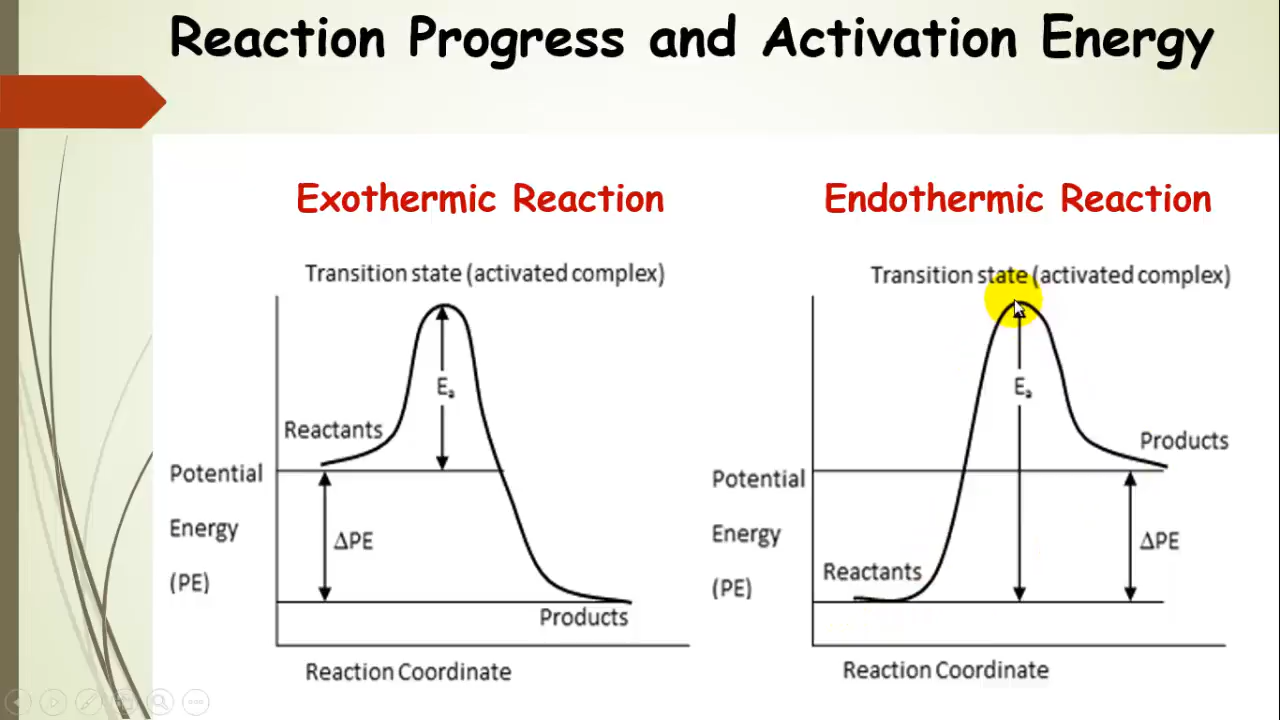 Reaction Progress and Activation Energy
Exothermic Reaction
Transition state (activated complex)
Eₐ
Reactants
Potential
Energy
(PE)
ΔPE
Products
Reaction Coordinate
Endothermic Reaction
Transition state (activated complex)
Eₐ
Products
Potential
Energy
(PE)
ΔPE
Reactants
Reaction Coordinate